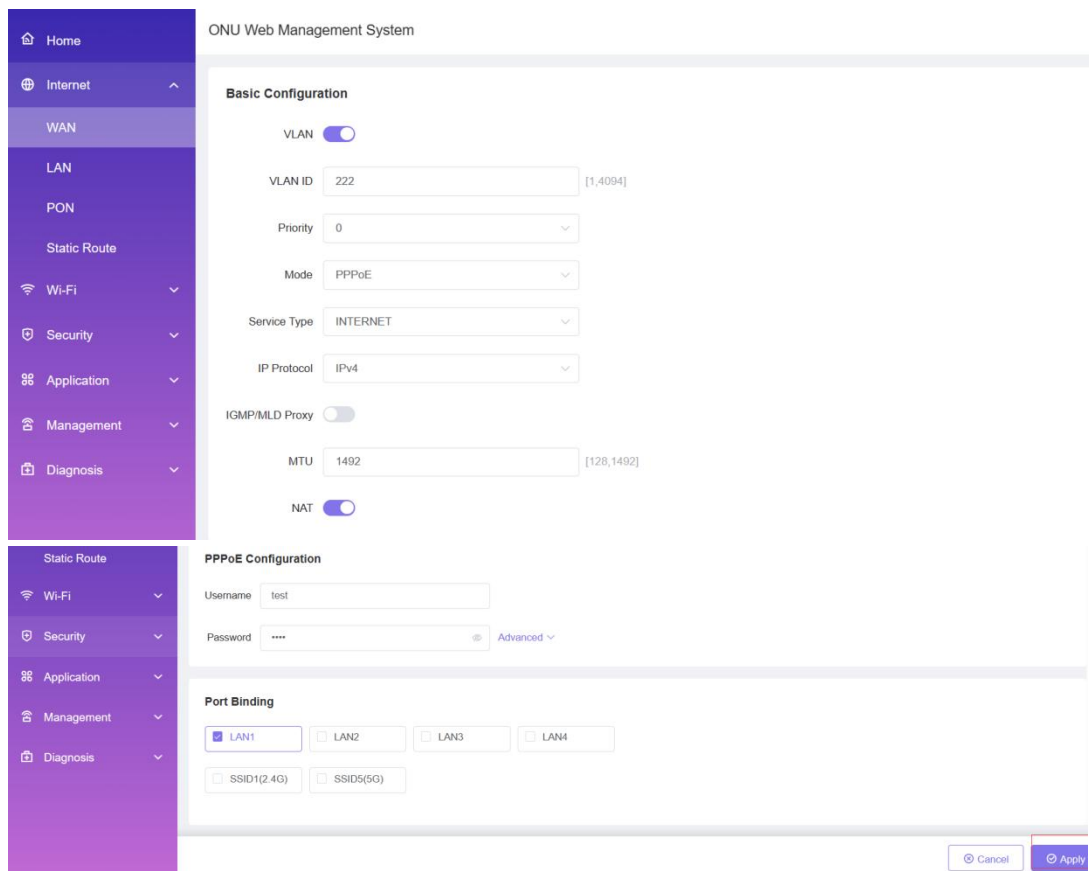 ONU Web Management System
Home
Internet
WAN
LAN
PON
Static Route
Wi-Fi
Security
Application
Management
Diagnosis
Basic Configuration
VLAN
VLAN ID 222 [1,4094]
Priority 0
Mode PPPoE
Service Type INTERNET
IP Protocol IPv4
IGMP/MLD Proxy
MTU 1492 [128,1492]
NAT
Static Route
Wi-Fi
Security
Application
Management
Diagnosis
PPPoE Configuration
Username test
Password •••• Advanced
Port Binding
LAN1 LAN2 LAN3 LAN4
SSID1(2.4G) SSID5(5G)
Cancel Apply